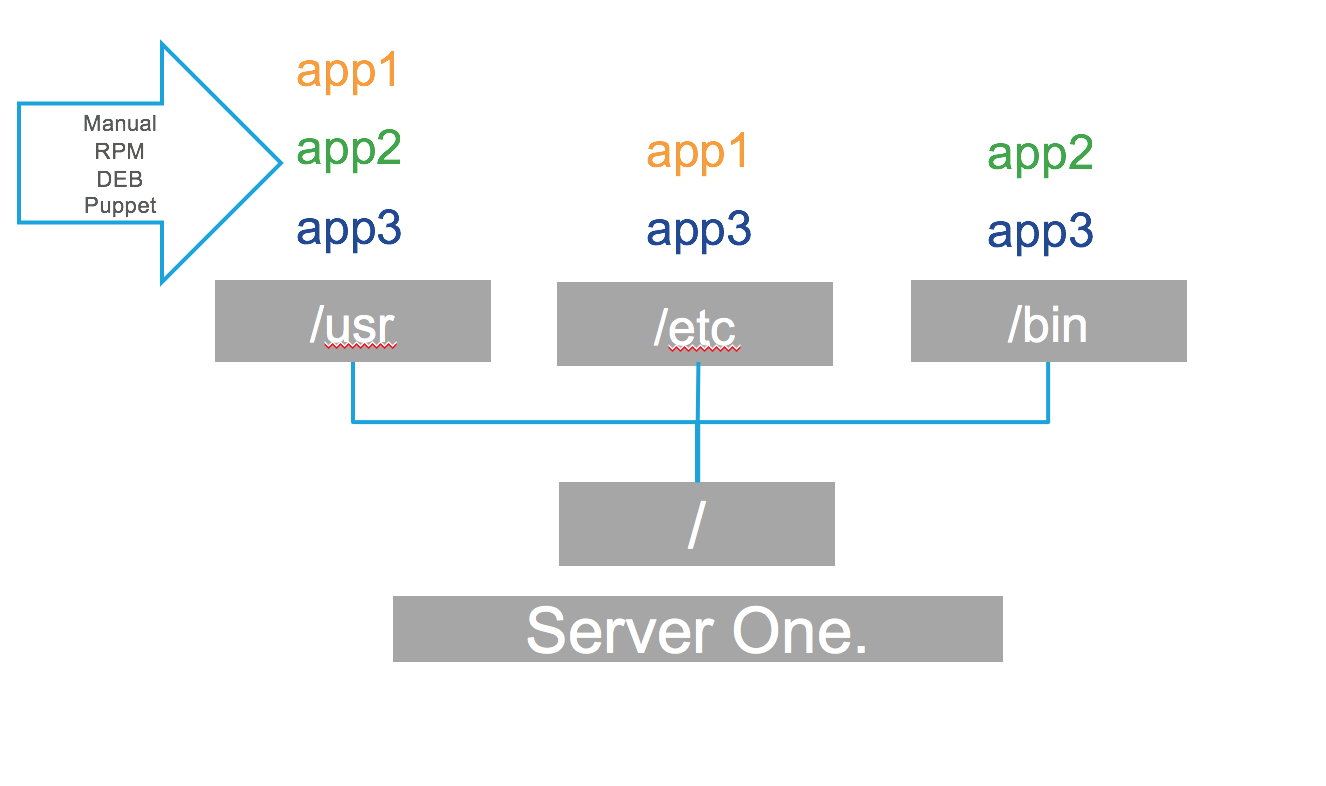 Manual
RPM
DEB
Puppet
app1
app2
app3
app1
app3
app2
app3
/usr
/etc
/bin
/
Server One.